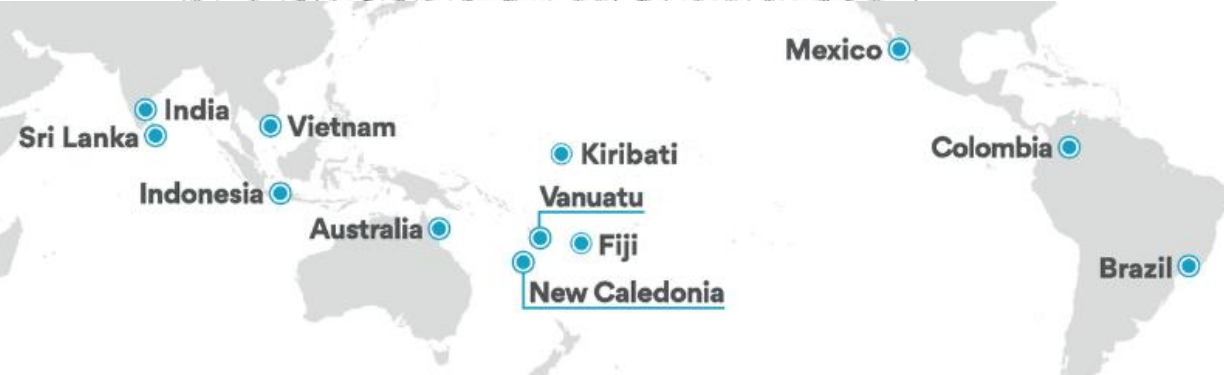 Mexico
India
Vietnam
Sri Lanka
Colombia
Kiribati
Indonesia
Vanuatu
Australia
Fiji
Brazil
New Caledonia